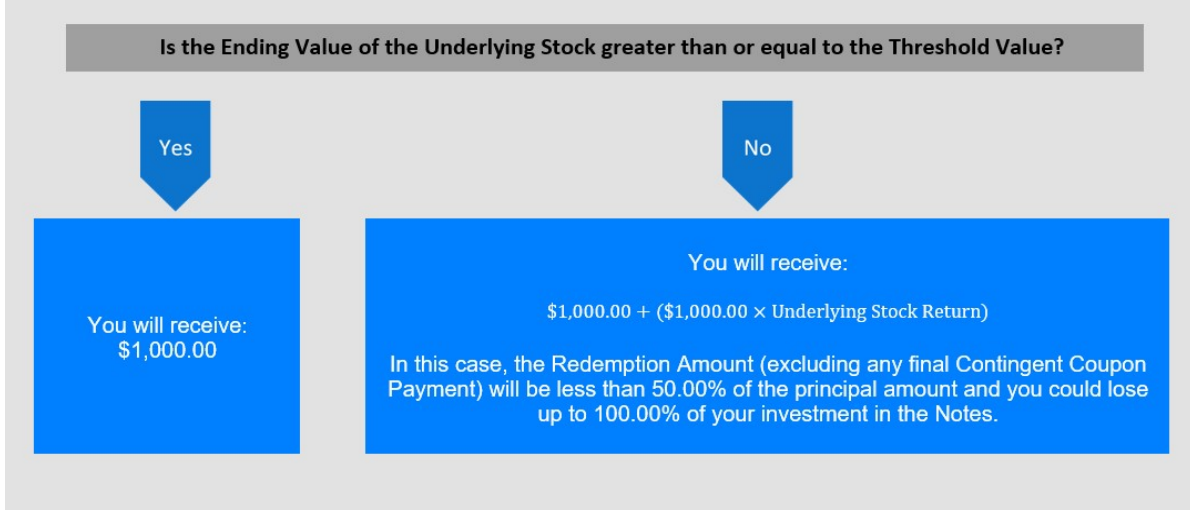 Is the Ending Value of the Underlying Stock greater than or equal to the Threshold Value?
Yes
No
You will receive:
$1,000.00
You will receive:
$1,000.00 + ($1,000.00 × Underlying Stock Return)
In this case, the Redemption Amount (excluding any final Contingent Coupon
Payment) will be less than 50.00% of the principal amount and you could lose
up to 100.00% of your investment in the Notes.